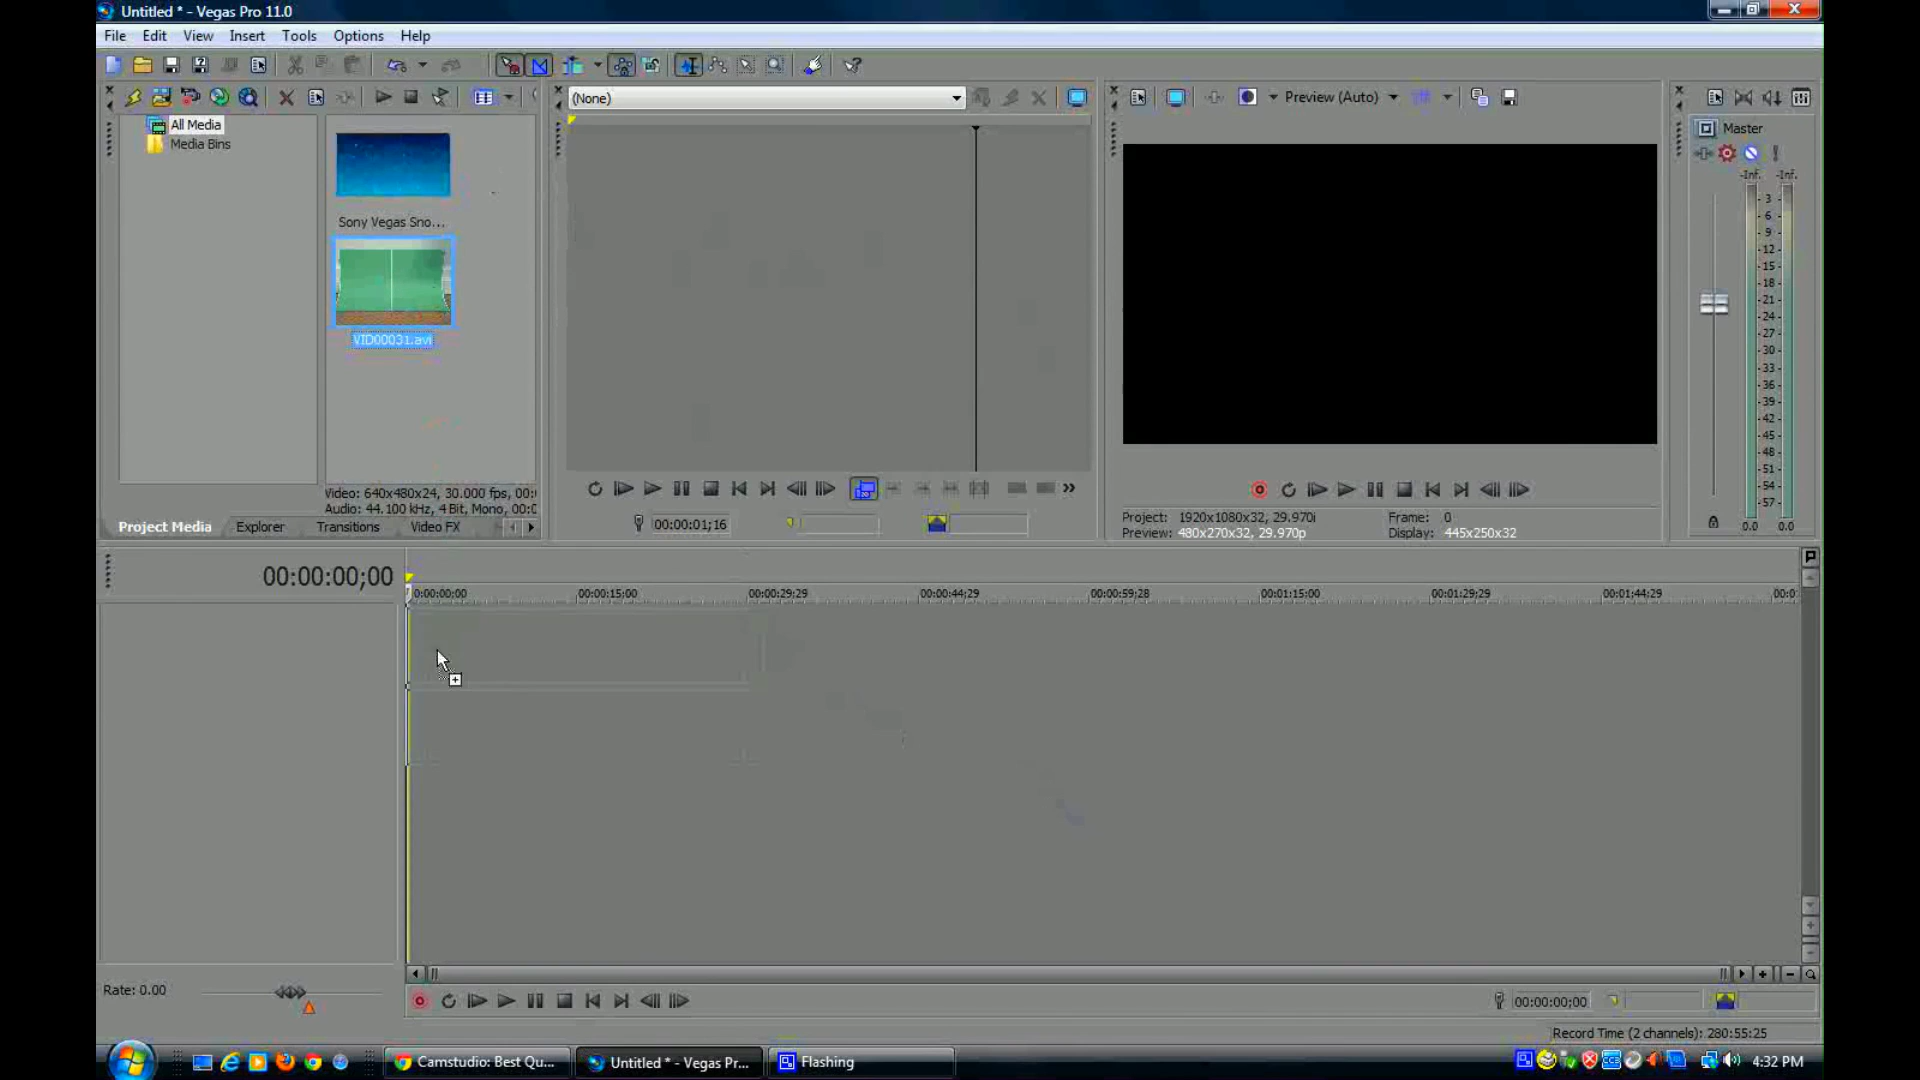 Untitled * - Vegas Pro 11.0
File Edit View Insert Tools Options Help
(None)
Preview (Auto)
All Media
Media Bins
Master
Sony Vegas Sno...
VID00031.avi
-Inf. -Inf.
- 3 -
- 6 -
- 9 -
-12-
-15-
-18-
-21-
-24-
-27-
-30-
-33-
-36-
-39-
-42-
-45-
-48-
-51-
-54-
-57-
0.0 0.0
Video: 640x480x24, 30.000 fps, 00:
Audio: 44.100 kHz, 4 Bit, Mono, 00:0
Project Media Explorer Transitions Video FX
00:00:01;16
Project: 1920x1080x32, 29.970i
Frame: 0
Preview: 480x270x32, 29.970p
Display: 445x250x32
00:00:00;00
0:00:00;00 00:00:15;00 00:00:29;29 00:00:44;29 00:00:59;28 00:01:15;00 00:01:29;29 00:01:44;29 00:0
Rate: 0.00
00:00:00;00
Record Time (2 channels): 280:55:25
Camstudio: Best Qu...
Untitled * - Vegas Pr...
Flashing
4:32 PM